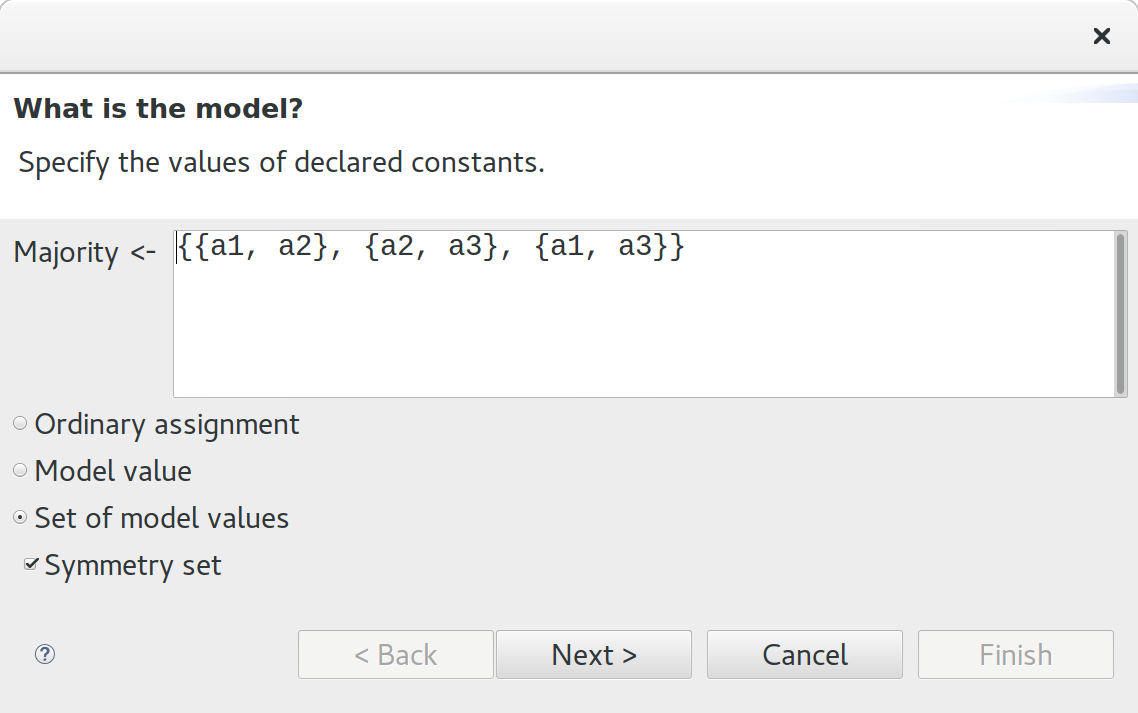 What is the model?
Specify the values of declared constants.
Majority <- {{a1, a2}, {a2, a3}, {a1, a3}}
Ordinary assignment
Model value
Set of model values
Symmetry set
? < Back Next > Cancel Finish